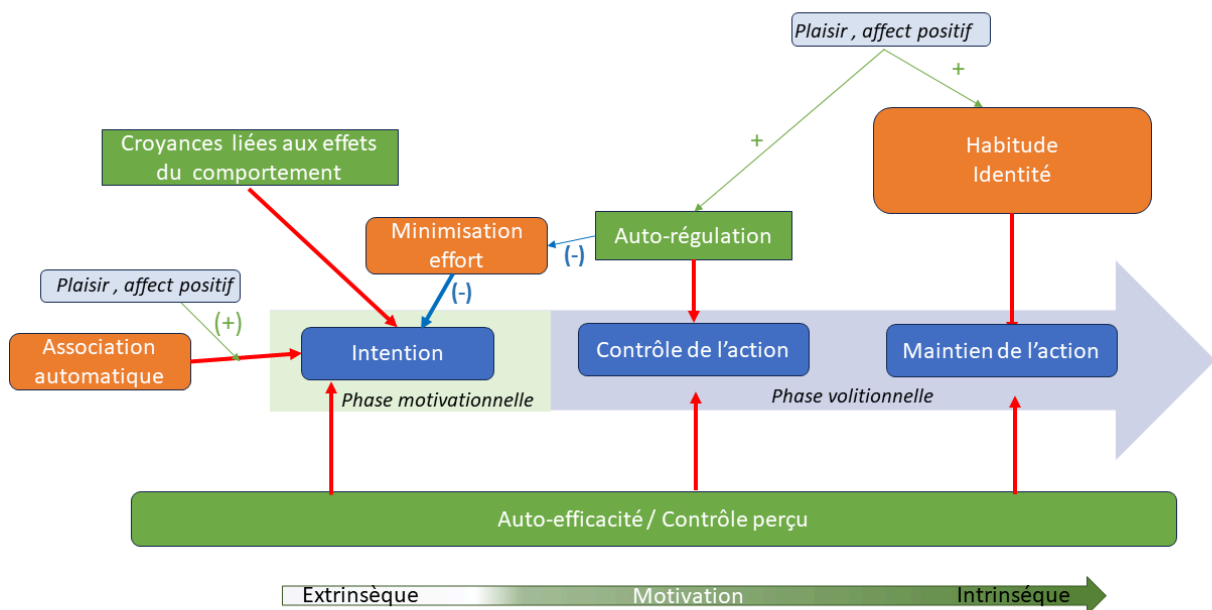 Plaisir , affect positif
+
+
Croyances liées aux effets
du comportement
Habitude
Identité
Minimisation
effort
(-)
Auto-régulation
(-)
Plaisir , affect positif
(+)
Association
automatique
Intention
Contrôle de l'action
Maintien de l'action
Phase motivationnelle
Phase volitionnelle
Auto-efficacité / Contrôle perçu
Extrinsèque
Motivation
Intrinséque